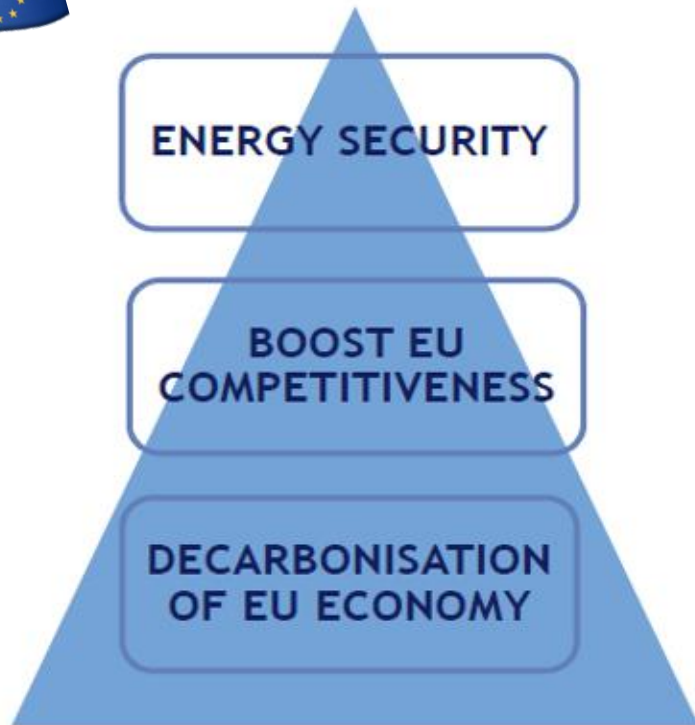 ENERGY SECURITY
BOOST EU
COMPETITIVENESS
DECARBONISATION
OF EU ECONOMY